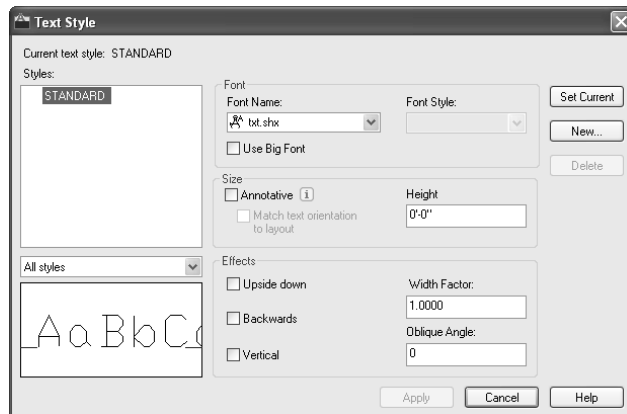 Text Style
Current text style: STANDARD
Styles:
STANDARD
All styles
AaBbCc
Font
Font Name:
txt.shx
Font Style:
Use Big Font
Size
Annotative
Match text orientation
to layout
Height
0'-0"
Effects
Upside down
Backwards
Vertical
Width Factor:
1.0000
Oblique Angle:
0
Set Current
New...
Delete
Apply
Cancel
Help